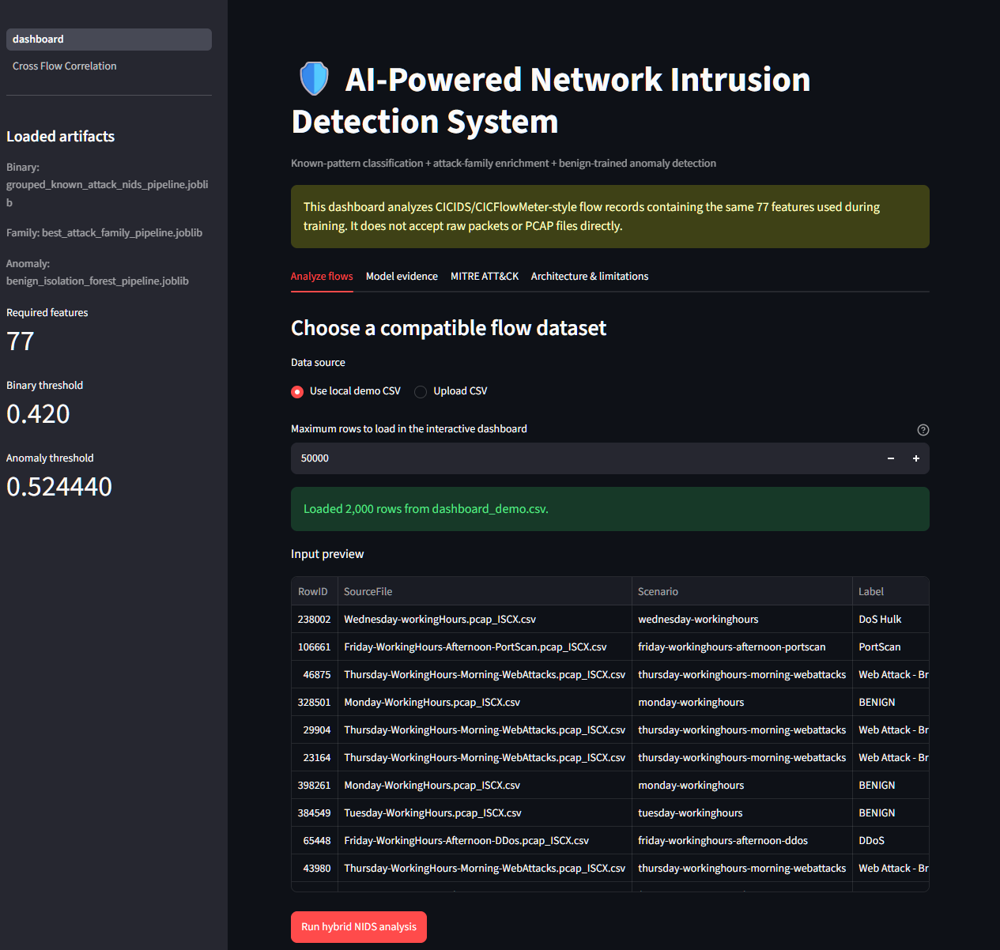 dashboard
Cross Flow Correlation
Loaded artifacts
Binary:
grouped_known_attack_nids_pipeline.jobli
b
Family: best_attack_family_pipeline.joblib
Anomaly:
benign_isolation_forest_pipeline.joblib
Required features
77
Binary threshold
0.420
Anomaly threshold
0.524440
AI-Powered Network Intrusion
Detection System
Known-pattern classification + attack-family enrichment + benign-trained anomaly detection
This dashboard analyzes CICIDS/CICFlowMeter-style flow records containing the same 77 features used during
training. It does not accept raw packets or PCAP files directly.
Analyze flows Model evidence MITRE ATT&CK Architecture & limitations
Choose a compatible flow dataset
Data source
Use local demo CSV Upload CSV
Maximum rows to load in the interactive dashboard
50000
Loaded 2,000 rows from dashboard_demo.csv.
Input preview
RowID SourceFile Scenario Label
238002 Wednesday-workingHours.pcap_ISCX.csv wednesday-workinghours DoS Hulk
106661 Friday-WorkingHours-Afternoon-PortScan.pcap_ISCX.csv friday-workinghours-afternoon-portscan PortScan
46875 Thursday-WorkingHours-Morning-WebAttacks.pcap_ISCX.csv thursday-workinghours-morning-webattacks Web Attack - Br
328501 Monday-WorkingHours.pcap_ISCX.csv monday-workinghours BENIGN
29904 Thursday-WorkingHours-Morning-WebAttacks.pcap_ISCX.csv thursday-workinghours-morning-webattacks Web Attack - Br
23164 Thursday-WorkingHours-Morning-WebAttacks.pcap_ISCX.csv thursday-workinghours-morning-webattacks Web Attack - Br
398261 Monday-WorkingHours.pcap_ISCX.csv monday-workinghours BENIGN
384549 Tuesday-WorkingHours.pcap_ISCX.csv tuesday-workinghours BENIGN
65448 Friday-WorkingHours-Afternoon-DDos.pcap_ISCX.csv friday-workinghours-afternoon-ddos DDoS
43980 Thursday-WorkingHours-Morning-WebAttacks.pcap_ISCX.csv thursday-workinghours-morning-webattacks Web Attack - Br
Run hybrid NIDS analysis